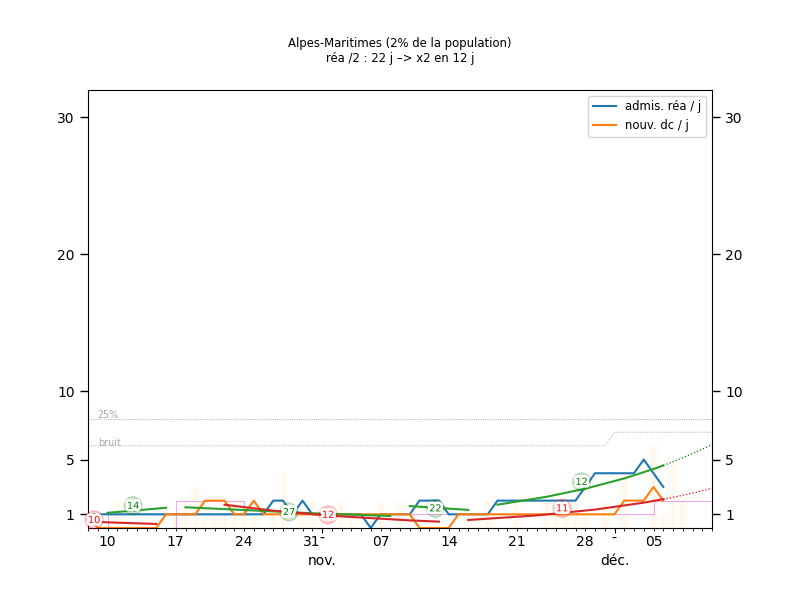 Alpes-Maritimes (2% de la population)
réa /2 : 22 j –> x2 en 12 j
admis. réa / j
nouv. dc / j
30 30
20 20
10 10
25%
bruit
5 5
12
14
22
11
27
12
10
1 1
10 17 24 31 - 07 14 21 28 - 05
nov. déc.